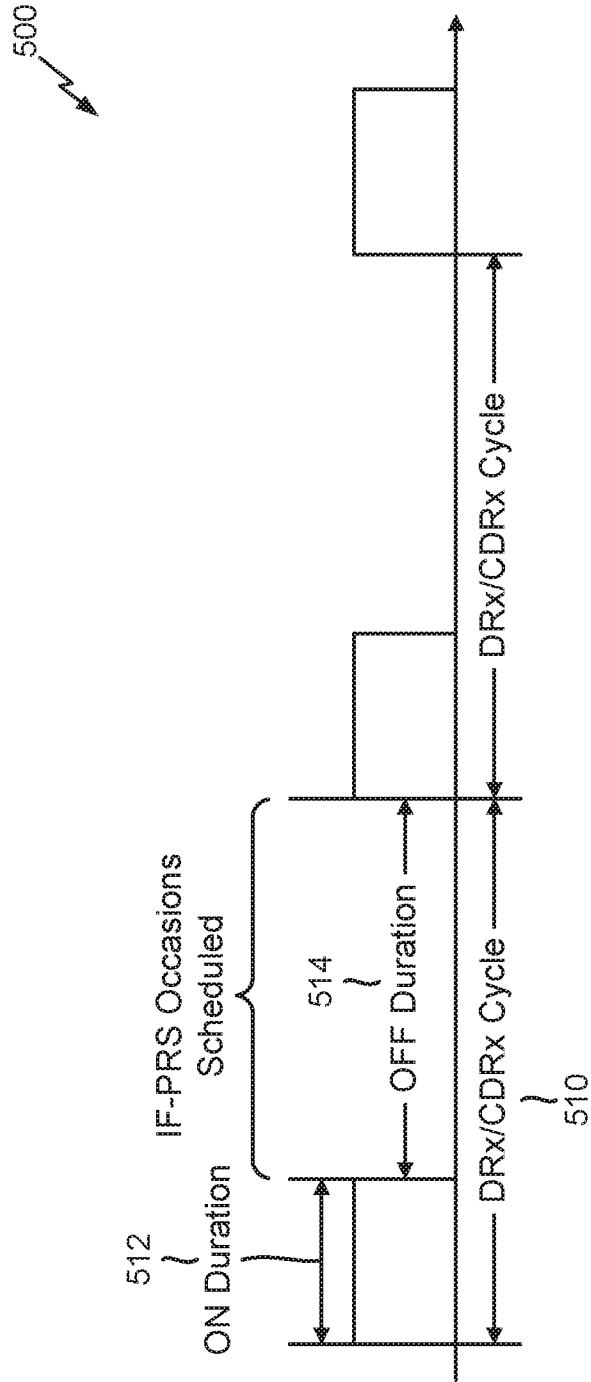 500
IF-PRS Occasions
Scheduled
512
ON Duration
514
OFF Duration
DRx/CDRx Cycle
DRx/CDRx Cycle
510